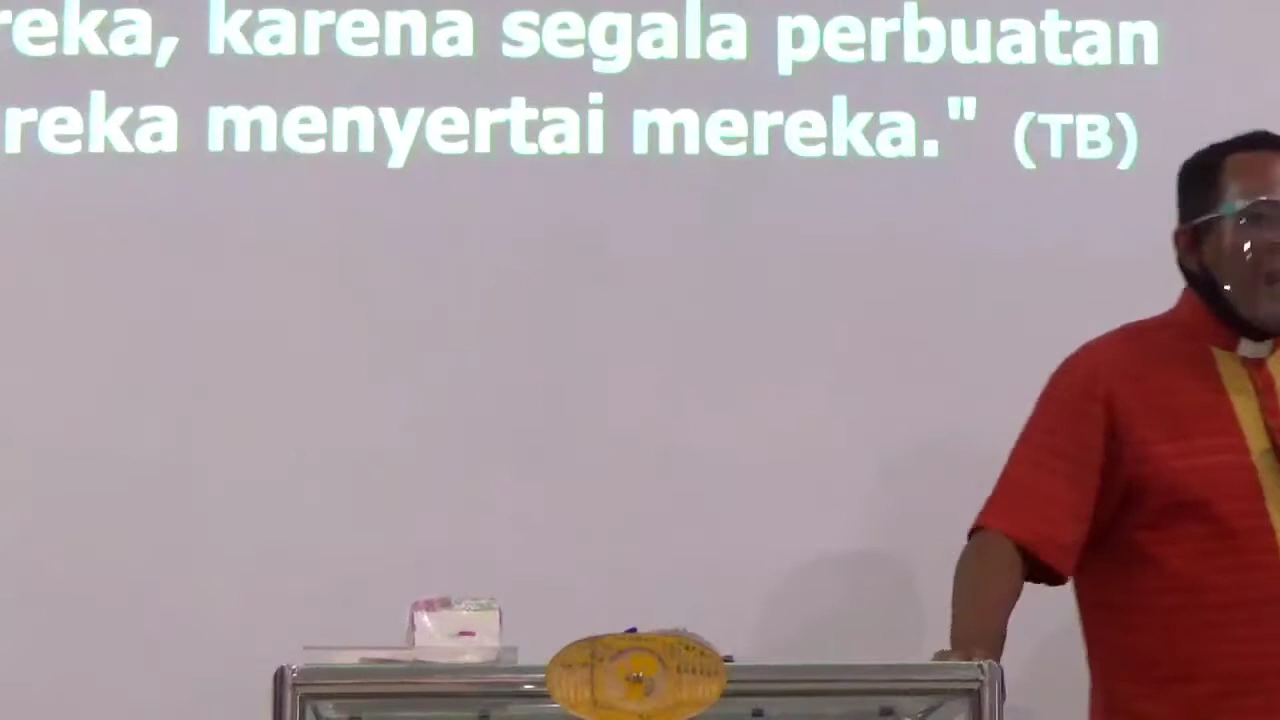 reka, karena segala perbuatan
reka menyertai mereka." (TB)